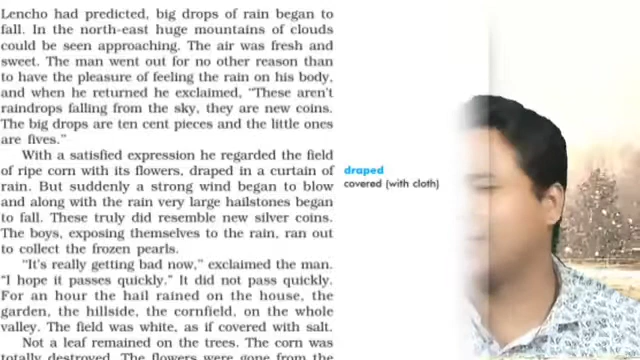 Lencho had predicted, big drops of rain began to
fall. In the north-east huge mountains of clouds
could be seen approaching. The air was fresh and
sweet. The man went out for no other reason than
to have the pleasure of feeling the rain on his body,
and when he returned he exclaimed, “These aren’t
raindrops falling from the sky, they are new coins.
The big drops are ten cent pieces and the little ones
are fives.”
With a satisfied expression he regarded the field
of ripe corn with its flowers, draped in a curtain of
rain. But suddenly a strong wind began to blow
and along with the rain very large hailstones began
to fall. These truly did resemble new silver coins.
The boys, exposing themselves to the rain, ran out
to collect the frozen pearls.
“It’s really getting bad now,” exclaimed the man.
“I hope it passes quickly.” It did not pass quickly.
For an hour the hail rained on the house, the
garden, the hillside, the cornfield, on the whole
valley. The field was white, as if covered with salt.
Not a leaf remained on the trees. The corn was
totally destroyed. The flowers were gone from the
draped
covered (with cloth)